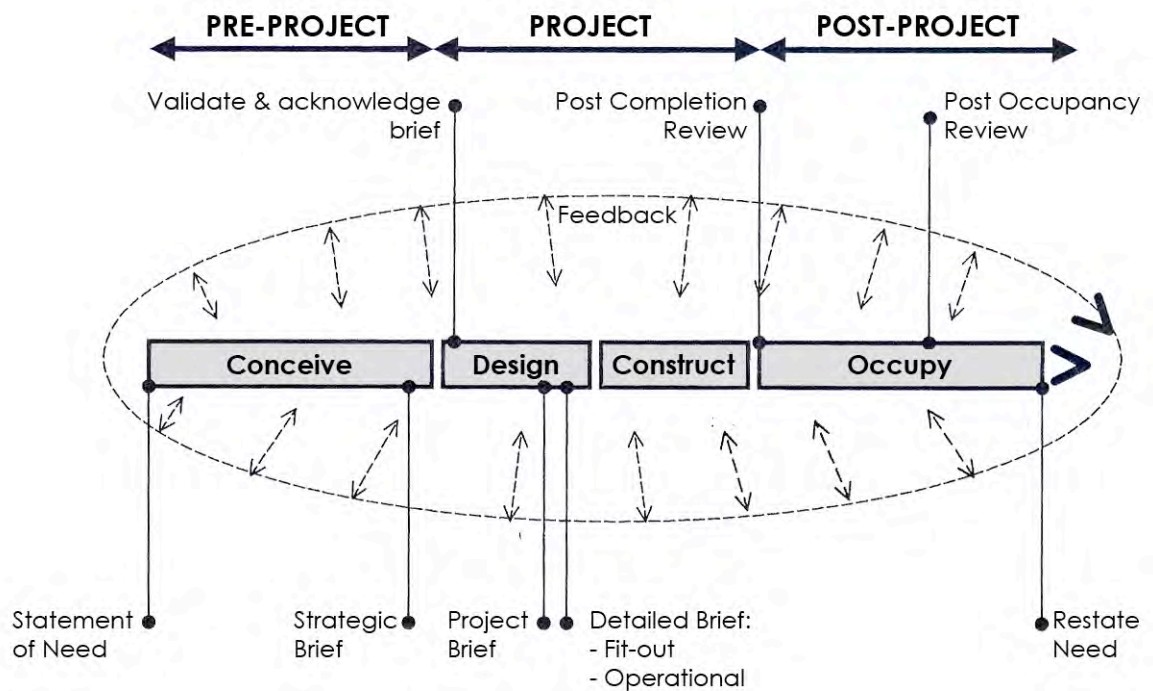 PRE-PROJECT
PROJECT
POST-PROJECT
Validate & acknowledge
brief
Post Completion
Review
Post Occupancy
Review
Feedback
Conceive
Design
Construct
Occupy
Statement
of Need
Strategic
Brief
Project
Brief
Detailed Brief:
- Fit-out
- Operational
Restate
Need